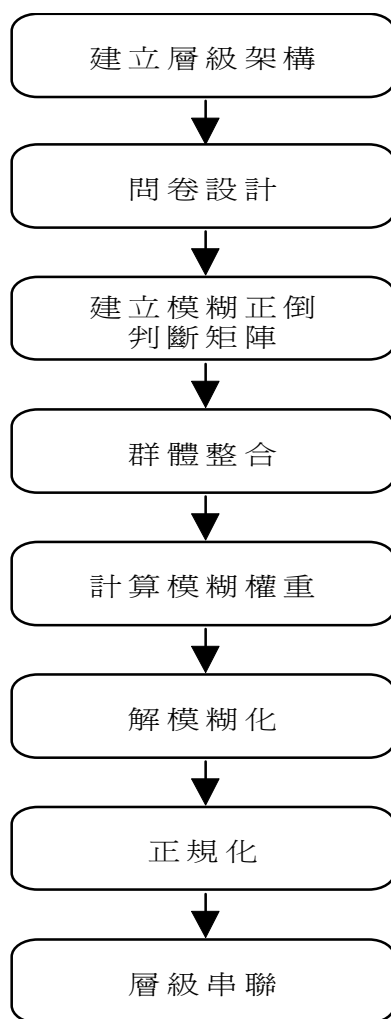 建立層級架構
問卷設計
建立模糊正倒
判斷矩陣
群體整合
計算模糊權重
解模糊化
正規化
層級串聯